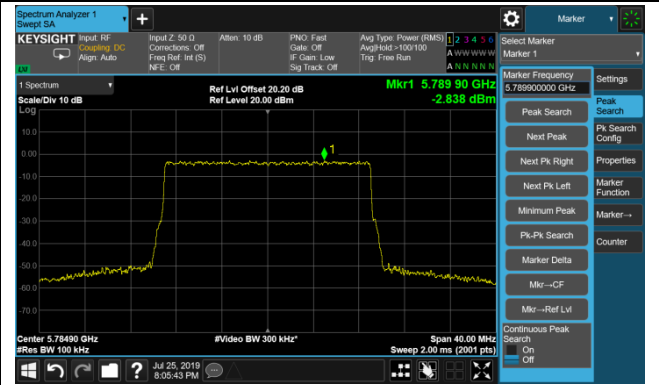 Spectrum Analyzer 1
Swept SA
Marker
KEYSIGHT
Input: RF
Coupling: DC
Align: Auto
Input Z: 50 Ω
Corrections: Off
Freq Ref: Int (S)
NFE: Off
Atten: 10 dB
PNO: Fast
Gate: Off
IF Gain: Low
Sig Track: Off
Avg Type: Power (RMS)
Avg|Hold:>100/100
Trig: Free Run
1 2 3 4 5 6
A W W W W W
A N N N N N
Select Marker
Marker 1
1 Spectrum
Scale/Div 10 dB
Log
Ref Lvl Offset 20.20 dB
Ref Level 20.00 dBm
Mkr1 5.789 90 GHz
-2.838 dBm
10.0
0.00
-10.0
-20.0
-30.0
-40.0
-50.0
-60.0
-70.0
1
Center 5.78490 GHz
#Res BW 100 kHz
#Video BW 300 kHz*
Span 40.00 MHz
Sweep 2.00 ms (2001 pts)
Marker Frequency
5.789900000 GHz
Peak Search
Next Peak
Next Pk Right
Next Pk Left
Minimum Peak
Pk-Pk Search
Marker Delta
Mkr→CF
Mkr→Ref Lvl
Continuous Peak
Search
On
Off
Settings
Peak
Search
Pk Search
Config
Properties
Marker
Function
Marker→
Counter
?
Jul 25, 2019
8:05:43 PM